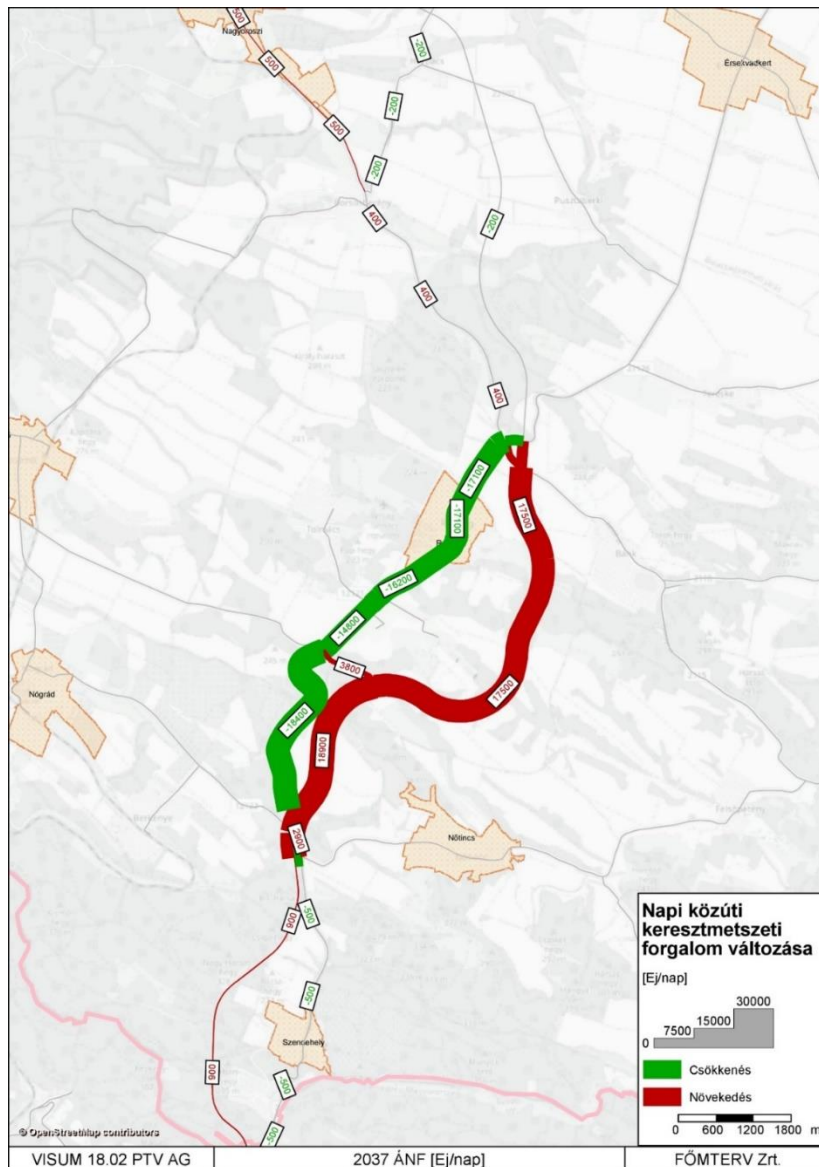 500
Nagyoroszi
-200
Érsekvadkert
500
-200
500
-200
400
-200
400
400
-17100
17500
-17100
-16200
-14800
3800
Nógrád
17500
-18400
18900
2900
Nőtincs
-500
900
-500
Szendehely
900
-500
-500
Napi közúti
keresztmetszeti
forgalom változása
[Ej/nap]
30000
15000
7500
0
Csökkenés
Növekedés
0 600 1200 1800 m
© OpenStreetMap contributors
VISUM 18.02 PTV AG
2037 ÁNF [Ej/nap]
FŐMTERV Zrt.